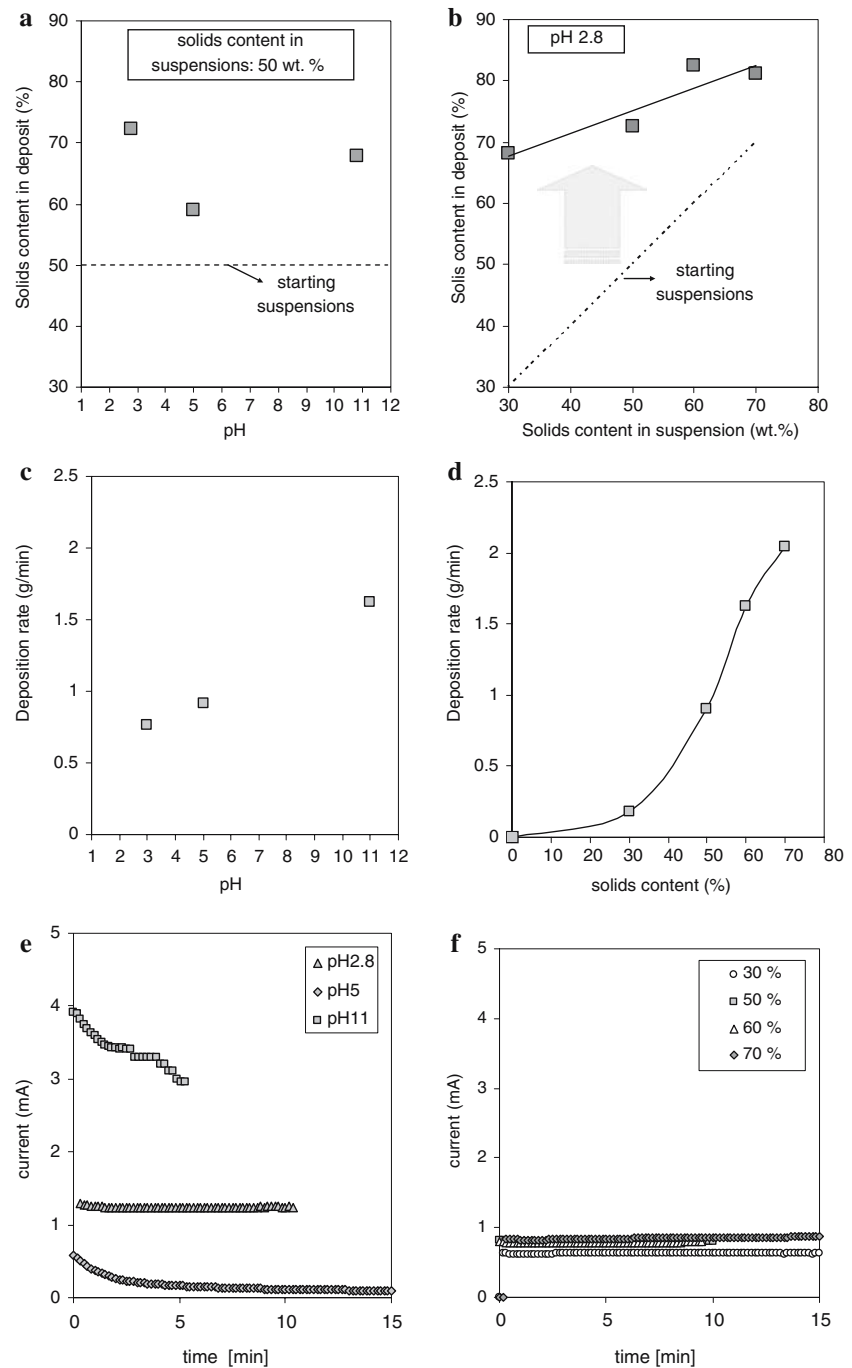 a
solids content in
suspensions: 50 wt. %
Solids content in deposit (%)
90
80
70
60
50
40
30
starting
suspensions
1 2 3 4 5 6 7 8 9 10 11 12
pH
b
pH 2.8
Solis content in deposit (%)
90
80
70
60
50
40
30
starting
suspensions
30 40 50 60 70 80
Solids content in suspension (wt.%)
c
Deposition rate (g/min)
2.5
2
1.5
1
0.5
0
1 2 3 4 5 6 7 8 9 10 11 12
pH
d
Deposition rate (g/min)
2.5
2
1.5
1
0.5
0
0 10 20 30 40 50 60 70 80
solids content (%)
e
pH2.8
pH5
pH11
current (mA)
5
4
3
2
1
0
0 5 10 15
time [min]
f
30 %
50 %
60 %
70 %
current (mA)
5
4
3
2
1
0
0 5 10 15
time [min]